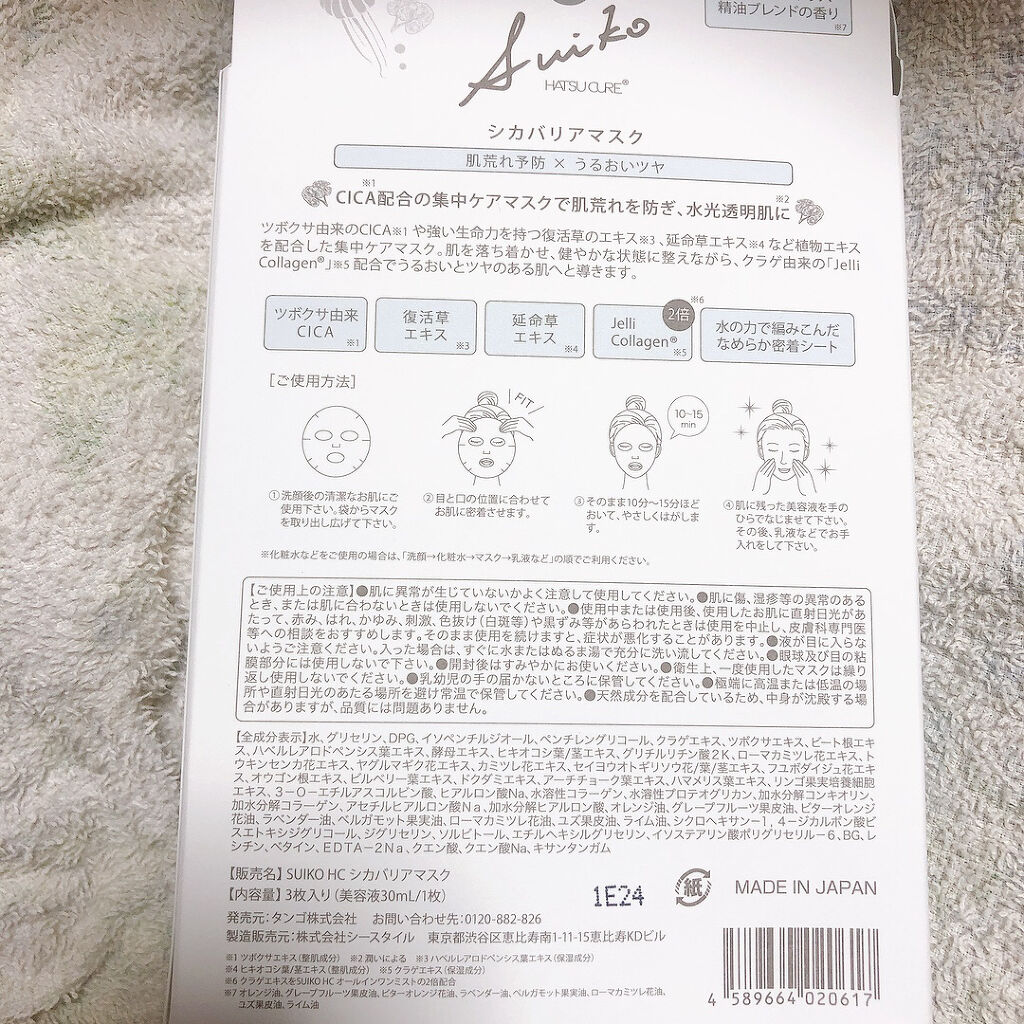 精油ブレンドの香り
※7
Suiko
HATSUCURE®
シカバリアマスク
肌荒れ予防 × うるおいツヤ
CICA※1配合の集中ケアマスクで肌荒れを防ぎ、水光透明肌に※2
ツボクサ由来のCICA※1 や強い生命力を持つ復活草のエキス※3 、延命草エキス※4 など植物エキス
を配合した集中ケアマスク。肌を落ち着かせ、健やかな状態に整えながら、クラゲ由来の「Jelli
Collagen®」※5 配合でうるおいとツヤのある肌へと導きます。
ツボクサ由来
CICA ※1
復活草
エキス ※3
延命草
エキス ※4
Jelli
Collagen® ※5
2倍 ※6
水の力で編みこんだ
なめらか密着シート
［ご使用方法］
FIT
10~15
min
①洗顔後の清潔なお肌にご
使用下さい。袋からマスク
を取り出し広げて下さい。
②目と口の位置に合わせて
お肌に密着させます。
③そのまま10分〜15分ほど
おいて、やさしくはがしま
す。
④肌に残った美容液を手の
ひらでなじませて下さい。
その後、乳液などでお手
入れをして下さい。
※化粧水などをご使用の場合は、「洗顔→化粧水→マスク→乳液など」の順でご利用ください。
【ご使用上の注意】●肌に異常が生じていないかよく注意して使用してください。●肌に傷、湿疹等の異常のある
とき、または肌に合わないときは使用しないでください。●使用中または使用後、使用したお肌に直射日光があ
たって、赤み、はれ、かゆみ、刺激、色抜け(白斑等)や黒ずみ等があらわれたときは使用を中止し、皮膚科専門医
等への相談をおすすめします。そのまま使用を続けますと、症状が悪化することがあります。●液が目に入らな
いようご注意ください。入った場合は、すぐに水またはぬるま湯で充分に洗い流してください。●眼球及び目の粘
膜部分には使用しないで下さい。●開封後はすみやかにお使いください。●衛生上、一度使用したマスクは繰り
返し使用しないでください。●乳幼児の手の届かないところに保管してください。●極端に高温または低温の場
所や直射日光のあたる場所を避け常温で保管してください。●天然成分を配合しているため、中身が沈殿する場
合がありますが、品質には問題ありません。
【全成分表示】水、グリセリン、DPG、イソペンチルジオール、ペンチレングリコール、クラゲエキス、ツボクサエキス、ビート根エキ
ス、ハベルレアロドペンシス葉エキス、酵母エキス、ヒキオコシ葉/茎エキス、グリチルリチン酸２K、ローマカミツレ花エキス、ト
ウキンセンカ花エキス、ヤグルマギク花エキス、カミツレ花エキス、セイヨウオトギリソウ花/葉/茎エキス、フユボダイジュ花エキ
ス、オウゴン根エキス、ビルベリー葉エキス、ドクダミエキス、アーチチョーク葉エキス、ハマメリス葉エキス、リンゴ果実培養細胞
エキス、３－Ｏ－エチルアスコルビン酸、ヒアルロン酸Na、水溶性コラーゲン、水溶性プロテオグリカン、加水分解コンキオリン、
加水分解コラーゲン、アセチルヒアルロン酸Ｎａ、加水分解ヒアルロン酸、オレンジ油、グレープフルーツ果皮油、ビターオレンジ
花油、ラベンダー油、ベルガモット果実油、ローマカミツレ花油、ユズ果皮油、ライム油、シクロヘキサン－1，４－ジカルボン酸ビ
スエトキシジグリコール、ジグリセリン、ソルビトール、エチルヘキシルグリセリン、イソステアリン酸ポリグリセリル－６、BG、レ
シチン、ベタイン、ＥＤＴＡ－２Ｎａ、クエン酸、クエン酸Na、キサンタンガム
【販売名】 SUIKO HC シカバリアマスク
【内容量】 3枚入り (美容液30mL/1枚)
1E24
紙
MADE IN JAPAN
発売元：タンゴ株式会社 お問い合わせ先：0120-882-826
製造販売元：株式会社シースタイル 東京都渋谷区恵比寿南1-11-15恵比寿KDビル
※1 ツボクサエキス(整肌成分) ※2 潤いによる ※3 ハベルレアロドペンシス葉エキス(保湿成分)
※4 ヒキオコシ葉/茎エキス(整肌成分) ※5 クラゲエキス(保湿成分)
※6 クラゲエキスをSUIKO HC オールインワンミストの2倍配合
※7 オレンジ油、グレープフルーツ果皮油、ビターオレンジ花油、ラベンダー油、ベルガモット果実油、ローマカミツレ花油、
ユズ果皮油、ライム油
4 589664 020617